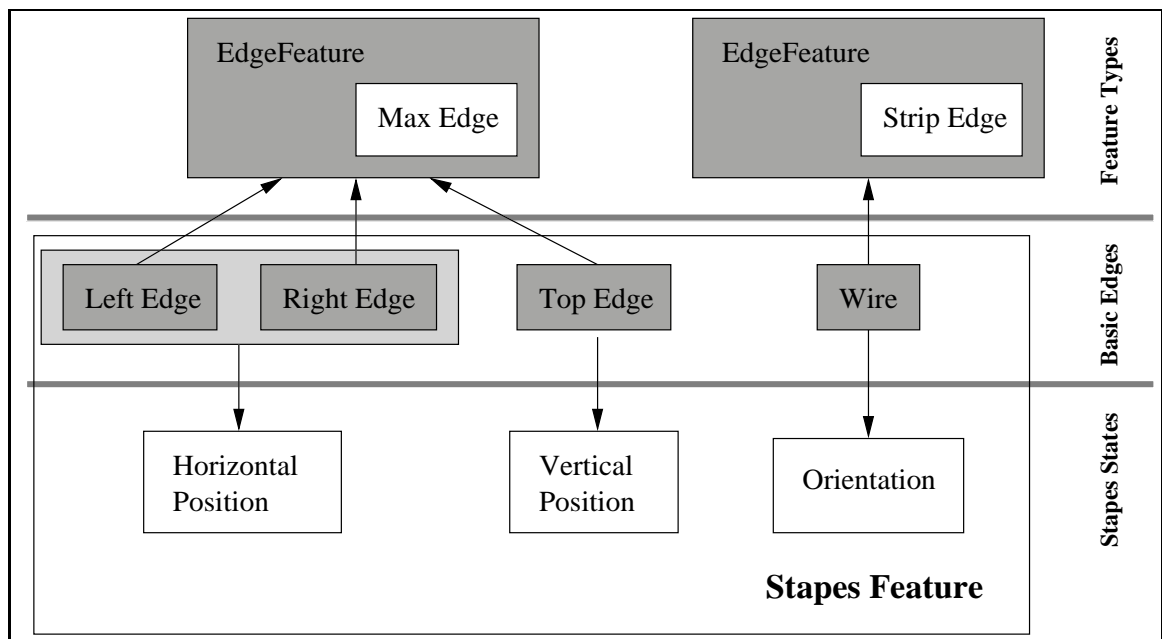 EdgeFeature
Max Edge
EdgeFeature
Strip Edge
Feature Types
Left Edge
Right Edge
Top Edge
Wire
Basic Edges
Horizontal
Position
Vertical
Position
Orientation
Stapes States
Stapes Feature